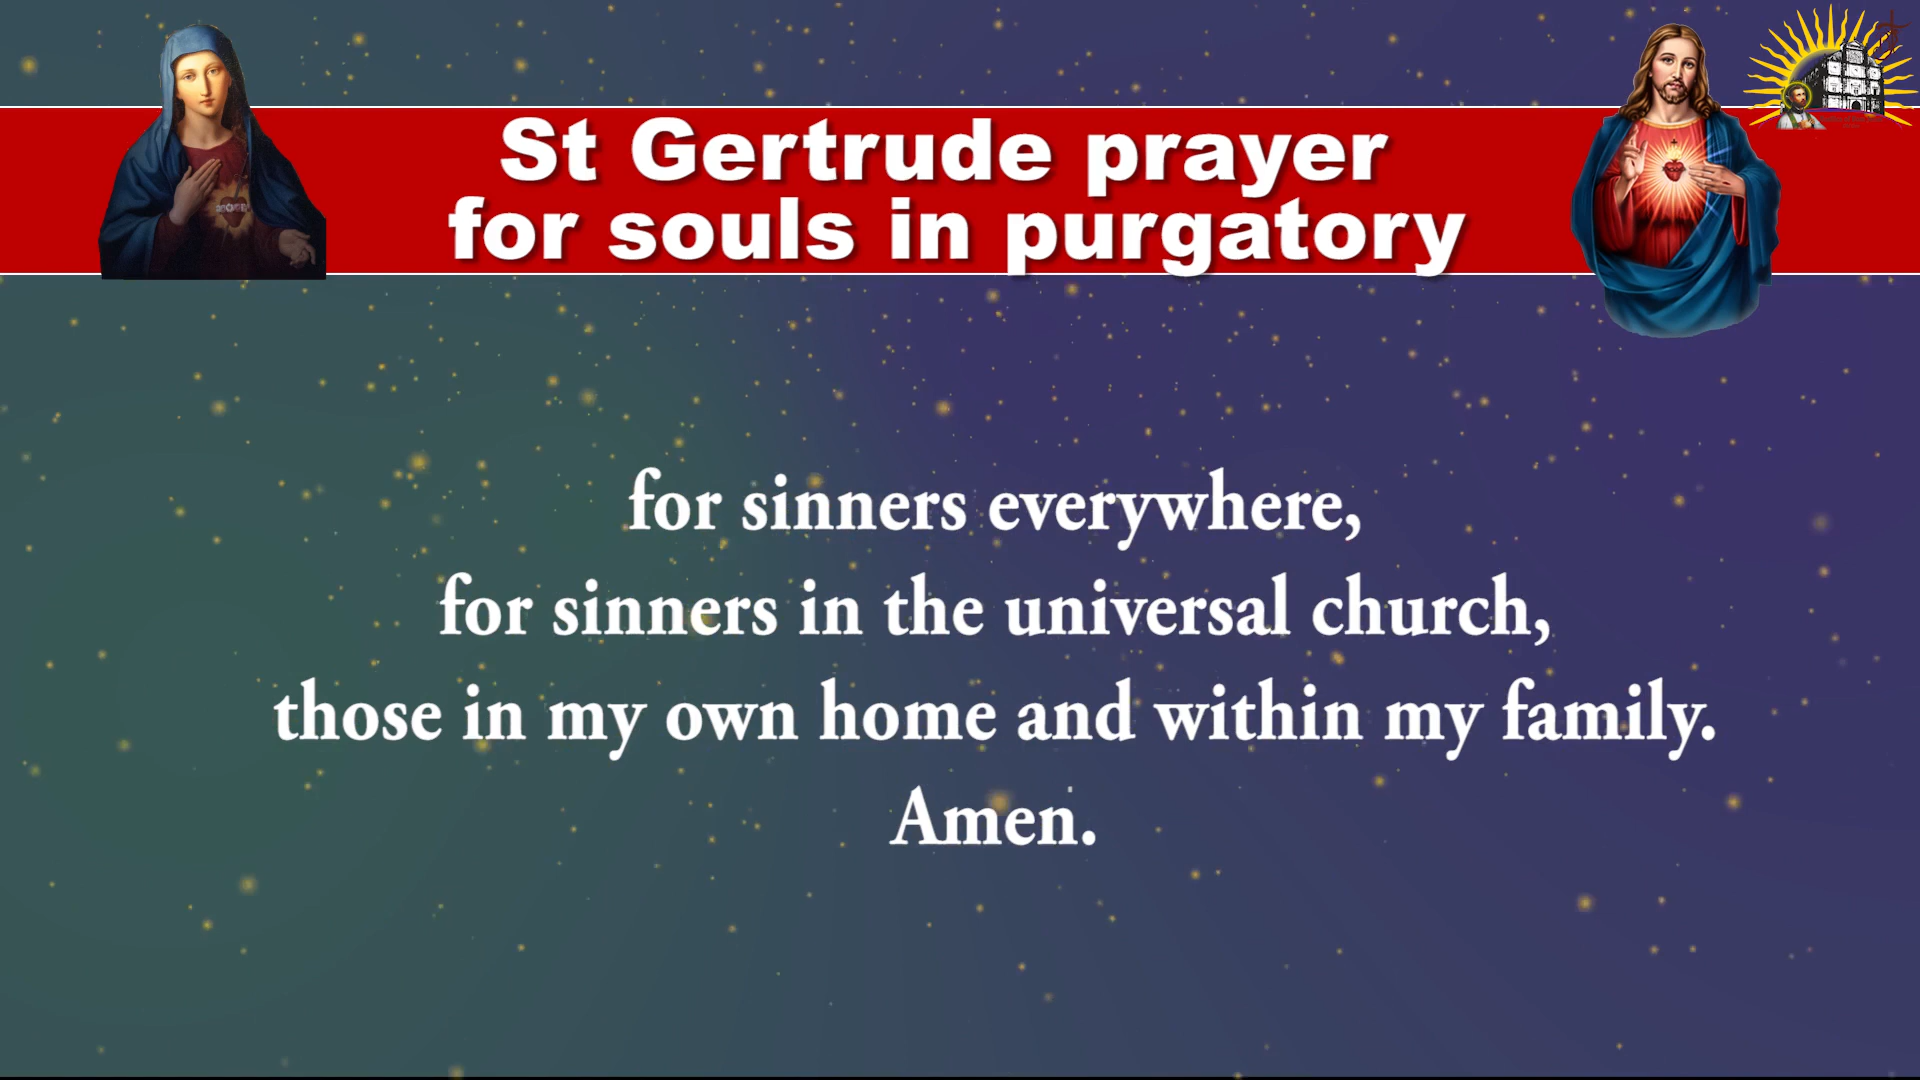 St Gertrude prayer
for souls in purgatory
for sinners everywhere,
for sinners in the universal church,
those in my own home and within my family.
Amen.